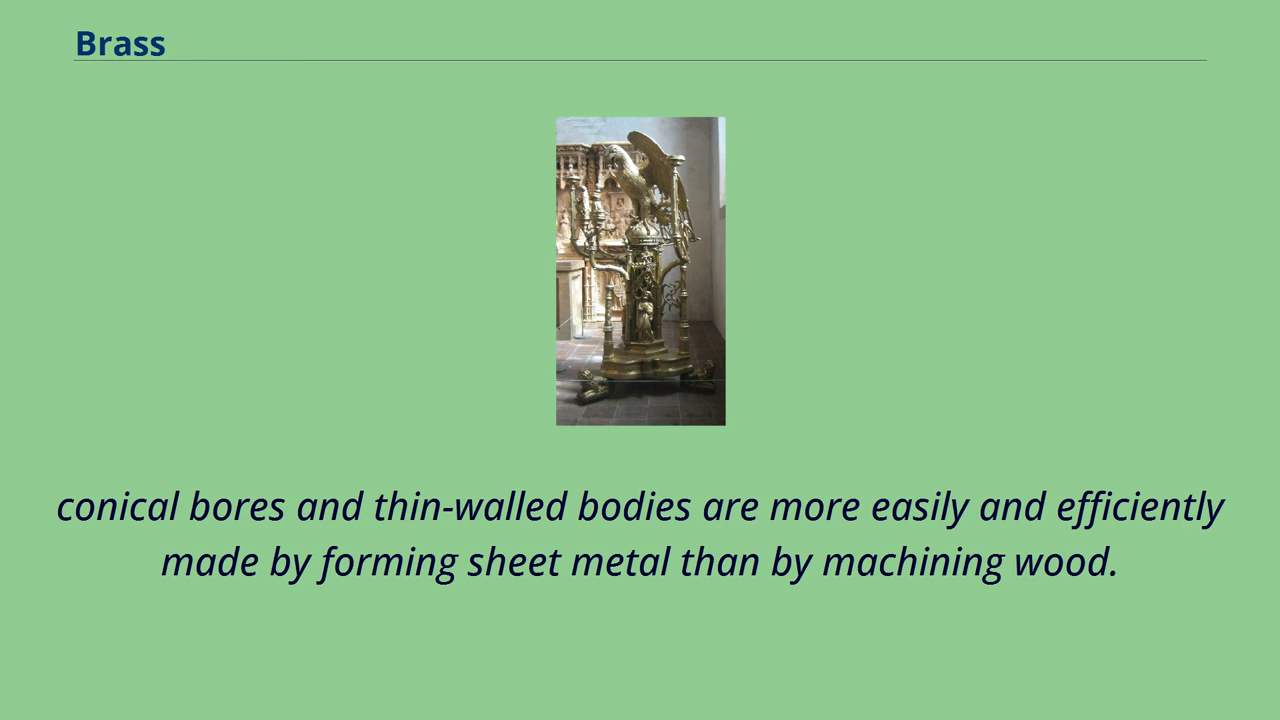 Brass
conical bores and thin-walled bodies are more easily and efficiently
made by forming sheet metal than by machining wood.